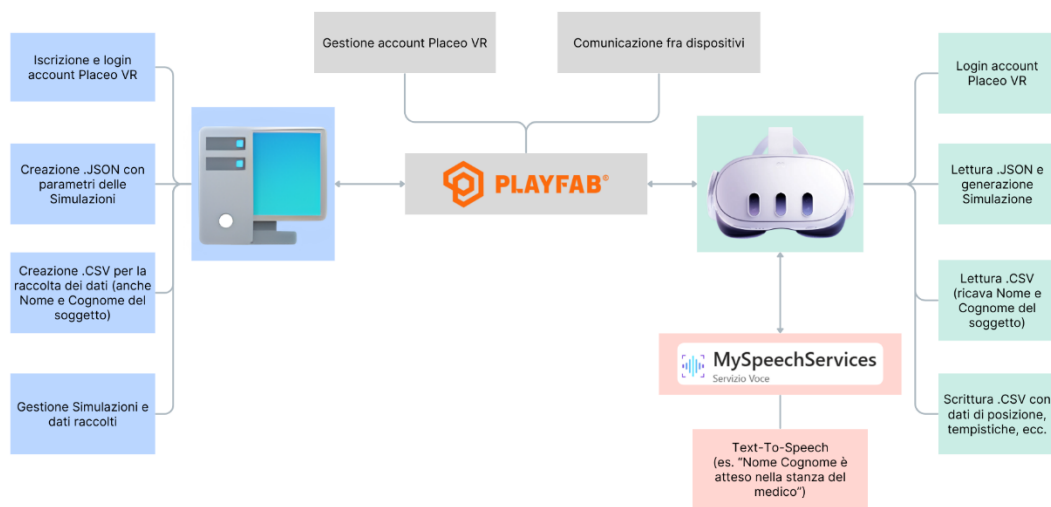 Iscrizione e login
account Placeo VR
Creazione .JSON con
parametri delle
Simulazioni
Creazione .CSV per la
raccolta dei dati (anche
Nome e Cognome del
soggetto)
Gestione Simulazioni e
dati raccolti
Gestione account Placeo VR
Comunicazione fra dispositivi
PLAYFAB®
MySpeechServices
Servizio Voce
Text-To-Speech
(es. “Nome Cognome è
atteso nella stanza del
medico”)
Login account
Placeo VR
Lettura .JSON e
generazione
Simulazione
Lettura .CSV
(ricava Nome e
Cognome del
soggetto)
Scrittura .CSV con
dati di posizione,
tempistiche, ecc.